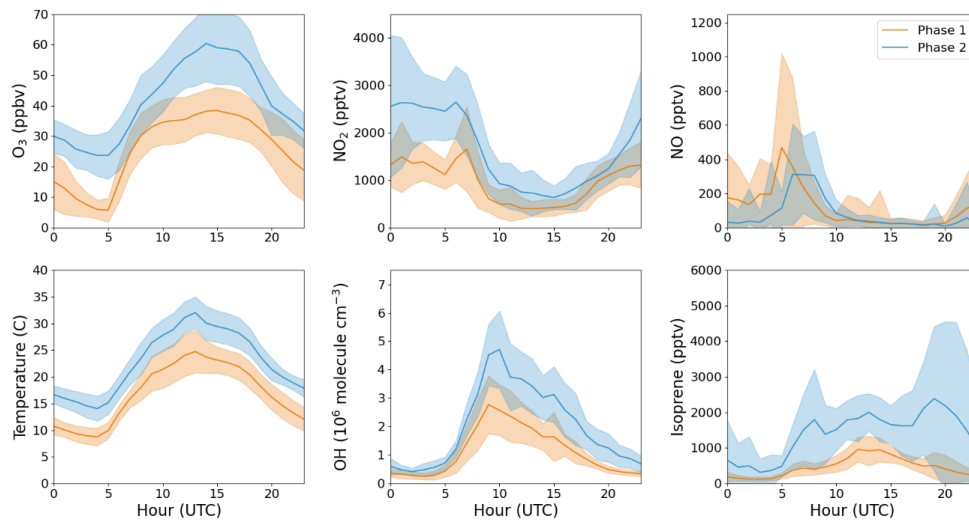 O₃ (ppbv)
70
60
50
40
30
20
10
0
0 5 10 15 20
NO₂ (pptv)
4000
3000
2000
1000
0
0 5 10 15 20
NO (pptv)
1200
1000
800
600
400
200
0
0 5 10 15 20
Phase 1
Phase 2
Temperature (C)
40
35
30
25
20
15
10
5
0
0 5 10 15 20
Hour (UTC)
OH (10⁶ molecule cm⁻³)
7
6
5
4
3
2
1
0
0 5 10 15 20
Hour (UTC)
Isoprene (pptv)
6000
5000
4000
3000
2000
1000
0
0 5 10 15 20
Hour (UTC)